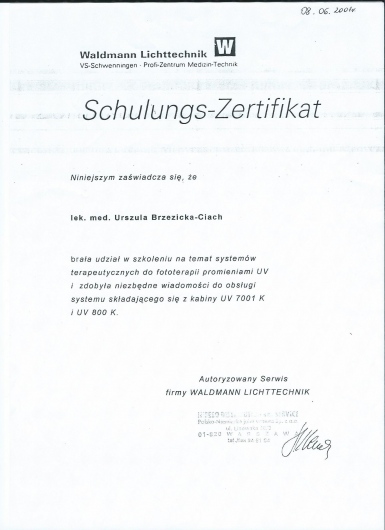 08.06.2004
Waldmann Lichttechnik W
VS-Schwenningen · Profi-Zentrum Medizin-Technik
Schulungs-Zertifikat
Niniejszym zaświadcza się, że
lek. med. Urszula Brzezicka-Ciach
brała udział w szkoleniu na temat systemów
terapeutycznych do fototerapii promieniami UV
i zdobyła niezbędne wiadomości do obsługi
systemu składającego się z kabiny UV 7001 K
i UV 800 K.
Autoryzowany Serwis
firmy WALDMANN LICHTTECHNIK
WARSZAWA